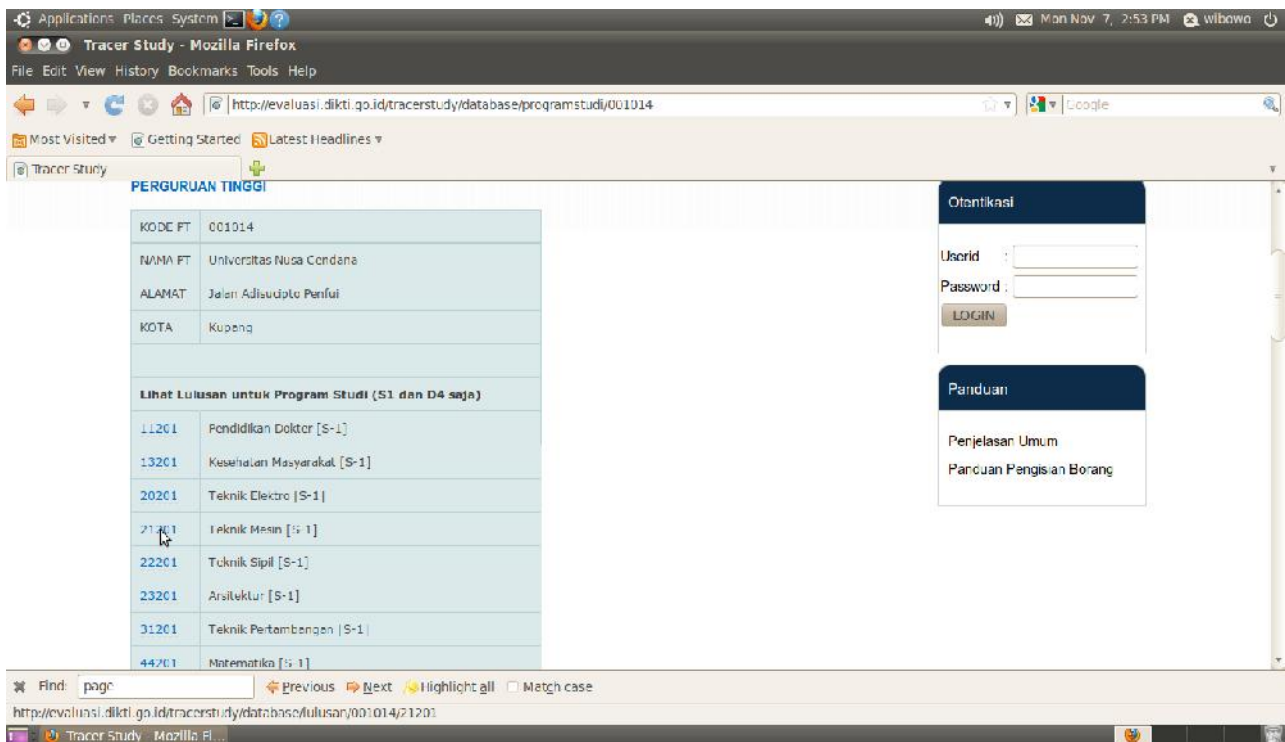 Applications Places System Mon Nov 7, 2:53 PM wibowo
Tracer Study - Mozilla Firefox
File Edit View History Bookmarks Tools Help
http://evaluasi.dikti.go.id/tracerstudy/database/programstudi/001014 Google
Most Visited Getting Started Latest Headlines
Tracer Study
PERGURUAN TINGGI
KODE PT 001014
NAMA PT Universitas Nusa Cendana
ALAMAT Jalan Adisucipto Penfui
KOTA Kupang
Lihat Lulusan untuk Program Studi (S1 dan D4 saja)
11201 Pendidikan Dokter [S-1]
13201 Kesehatan Masyarakat [S-1]
20201 Teknik Elektro [S-1]
21201 Teknik Mesin [S-1]
22201 Teknik Sipil [S-1]
23201 Arsitektur [S-1]
31201 Teknik Pertambangan [S-1]
44201 Matematika [S-1]
Otentikasi
Userid :
Password :
LOGIN
Panduan
Penjelasan Umum
Panduan Pengisian Borang
Find: page Previous Next Highlight all Match case
http://evaluasi.dikti.go.id/tracerstudy/database/lulusan/001014/21201
Tracer Study - Mozilla Fi...